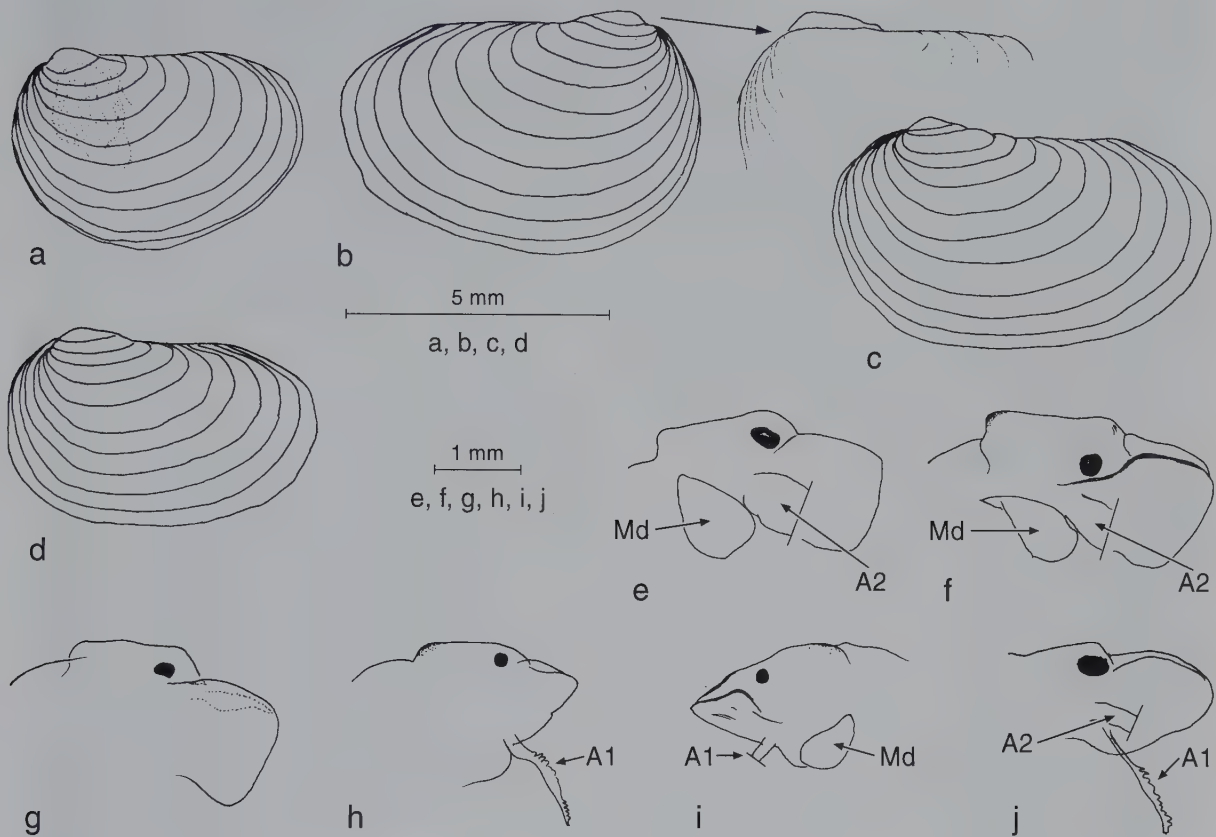 a
b
5 mm
a, b, c, d
c
d
1 mm
e, f, g, h, i, j
Md
A2
e
Md
A2
f
g
A1
h
A1
Md
i
A2
A1
j